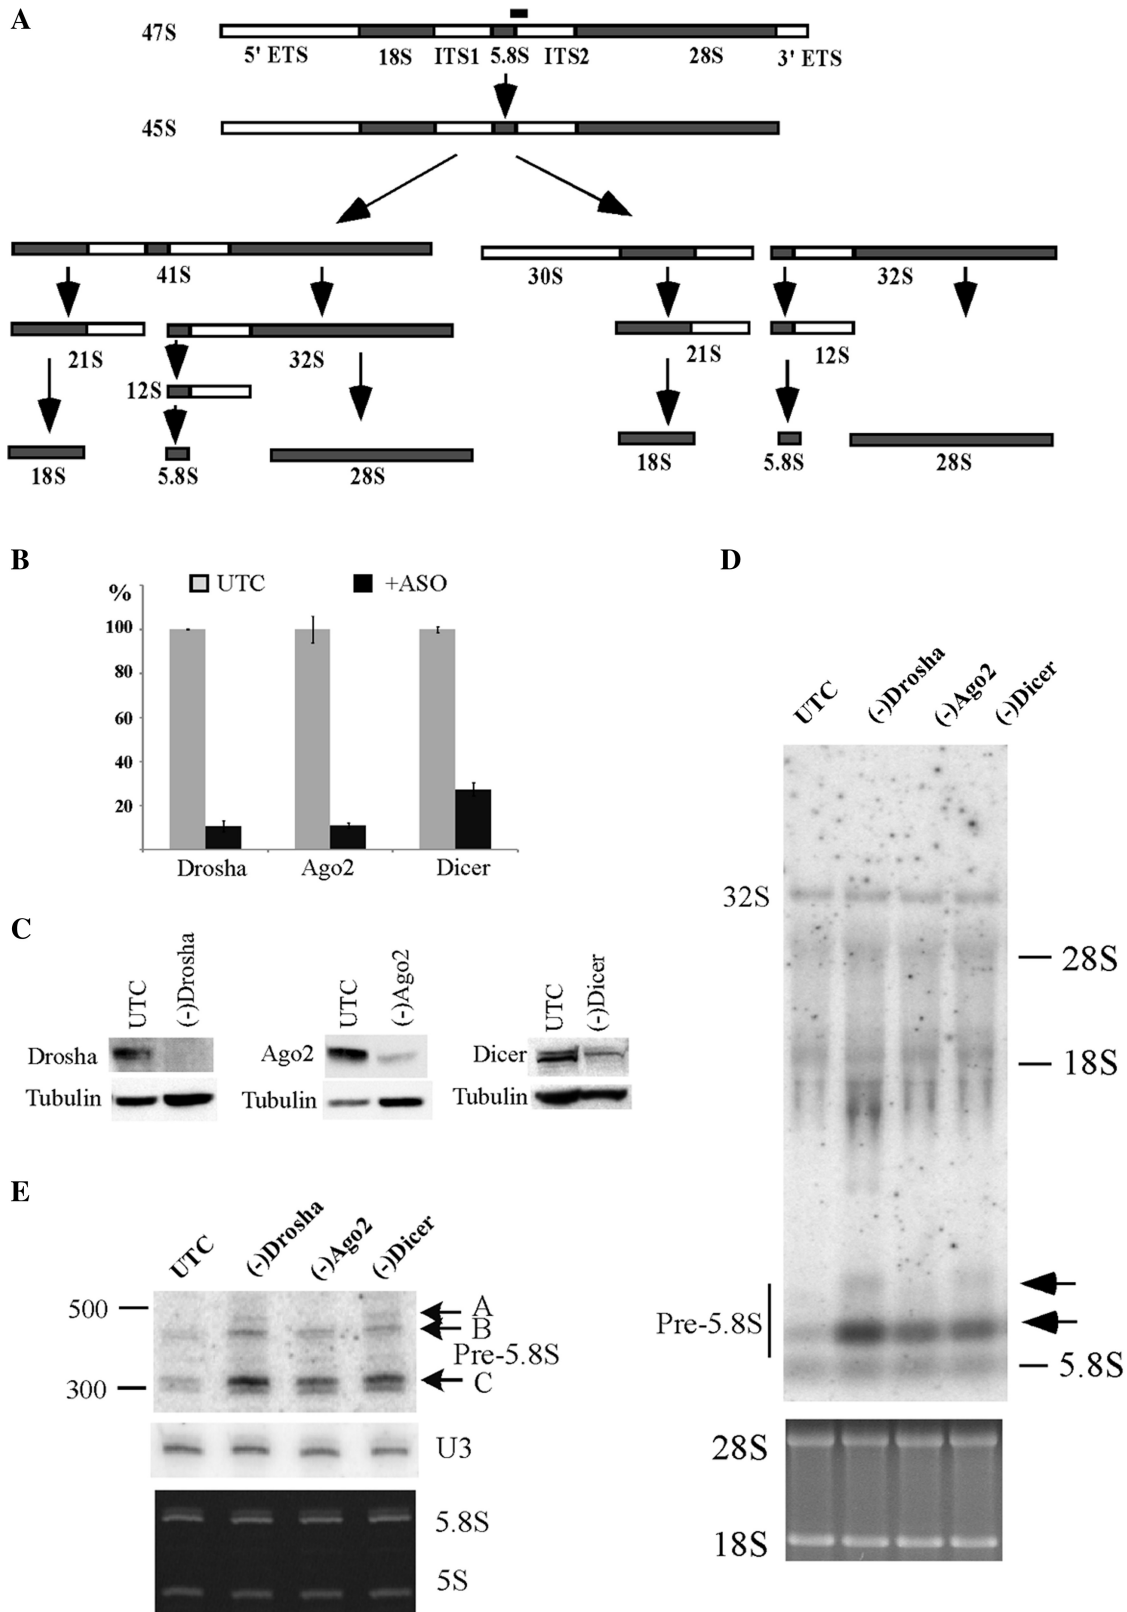 A
47S
5' ETS 18S ITS1 5.8S ITS2 28S 3' ETS
45S
41S
30S
32S
21S
32S
21S
12S
12S
18S
5.8S
28S
18S
5.8S
28S
B
% UTC +ASO
100
80
60
40
20
Drosha Ago2 Dicer
C
UTC (-)Drosha
Drosha
Tubulin
UTC (-)Ago2
Ago2
Tubulin
UTC (-)Dicer
Dicer
Tubulin
D
UTC (-)Drosha (-)Ago2 (-)Dicer
32S
28S
18S
Pre-5.8S
5.8S
28S
18S
E
UTC (-)Drosha (-)Ago2 (-)Dicer
500
300
A
B
Pre-5.8S
C
U3
5.8S
5S